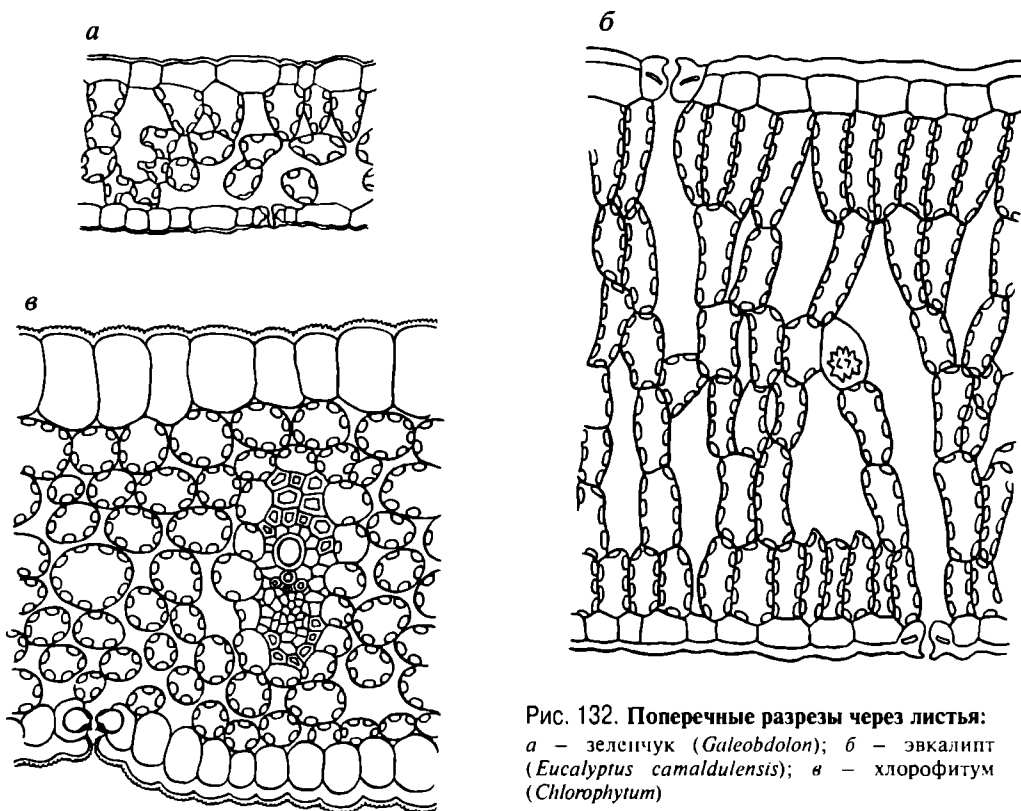 а
б
в
Рис. 132. Поперечные разрезы через листья:
а – зеленчук (Galeobdolon); б – эвкалипт
(Eucalyptus camaldulensis); в – хлорофитум
(Chlorophytum)